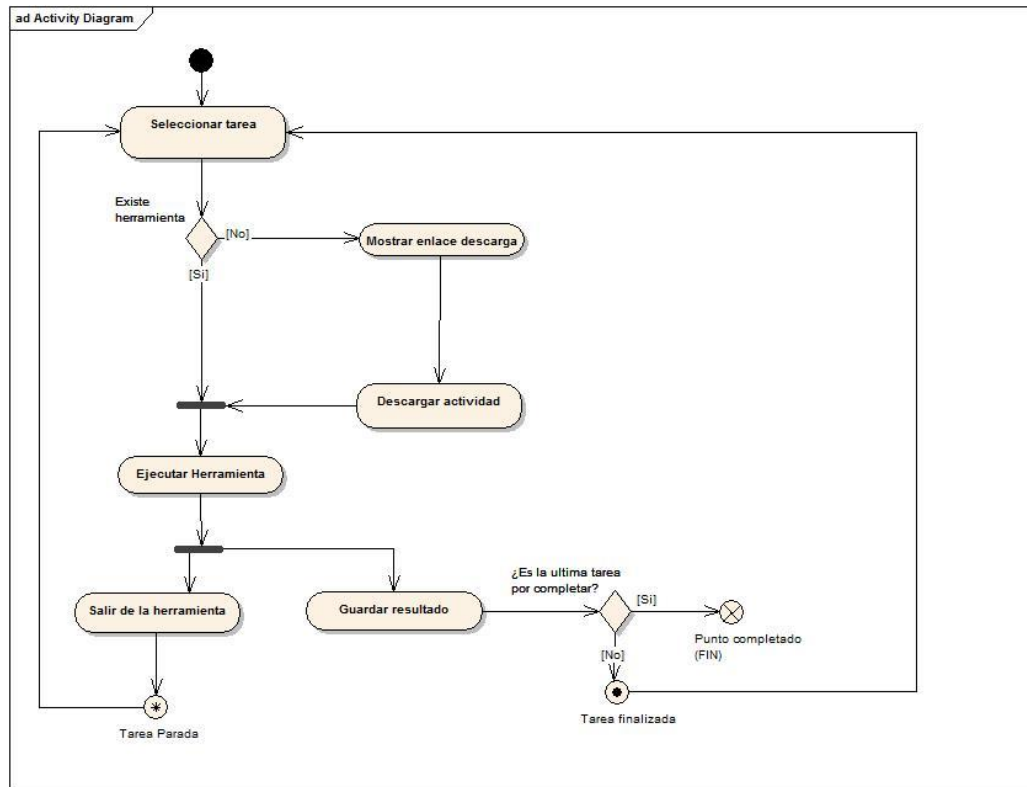 ad Activity Diagram
Seleccionar tarea
Existe
herramienta
[No]
Mostrar enlace descarga
[Si]
Descargar actividad
Ejecutar Herramienta
¿Es la ultima tarea
por completar?
[Si]
Salir de la herramienta
Guardar resultado
Punto completado
(FIN)
[No]
Tarea finalizada
Tarea Parada